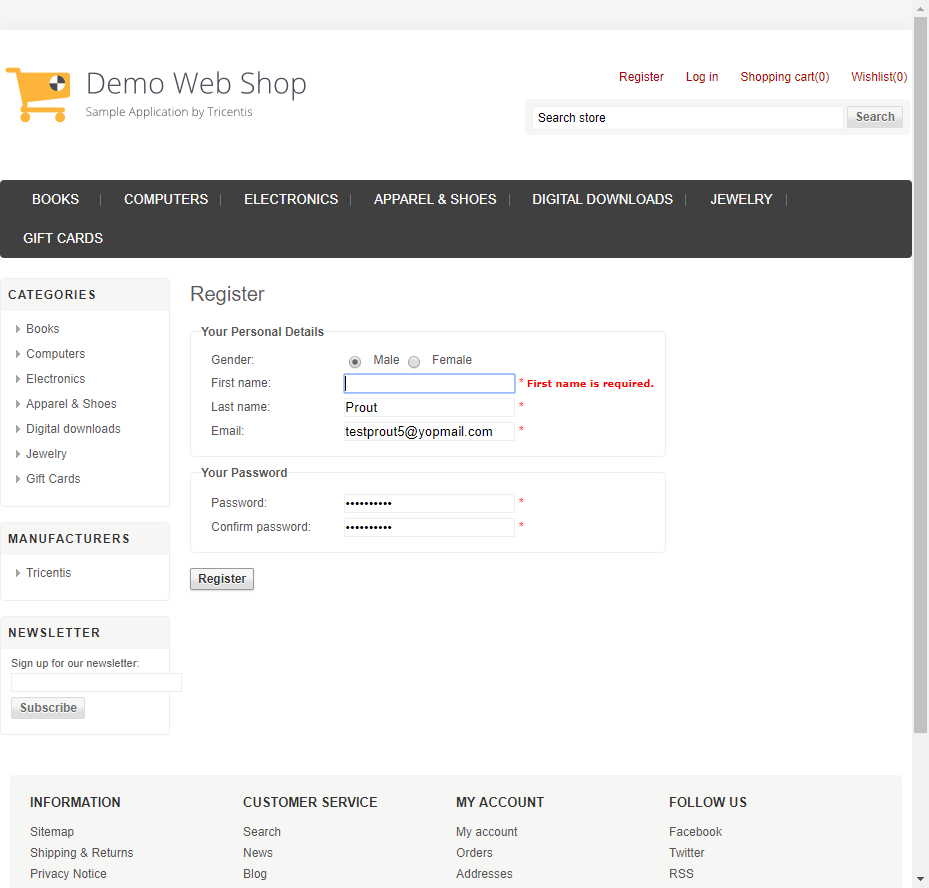 Demo Web Shop
Sample Application by Tricentis
Register Log in Shopping cart(0) Wishlist(0)
Search store Search
BOOKS COMPUTERS ELECTRONICS APPAREL & SHOES DIGITAL DOWNLOADS JEWELRY
GIFT CARDS
CATEGORIES
Books
Computers
Electronics
Apparel & Shoes
Digital downloads
Jewelry
Gift Cards
MANUFACTURERS
Tricentis
NEWSLETTER
Sign up for our newsletter:
Subscribe
Register
Your Personal Details
Gender: Male Female
First name: * First name is required.
Last name: Prout *
Email: testprout5@yopmail.com *
Your Password
Password: •••••••••• *
Confirm password: •••••••••• *
Register
INFORMATION
Sitemap
Shipping & Returns
Privacy Notice
CUSTOMER SERVICE
Search
News
Blog
MY ACCOUNT
My account
Orders
Addresses
FOLLOW US
Facebook
Twitter
RSS